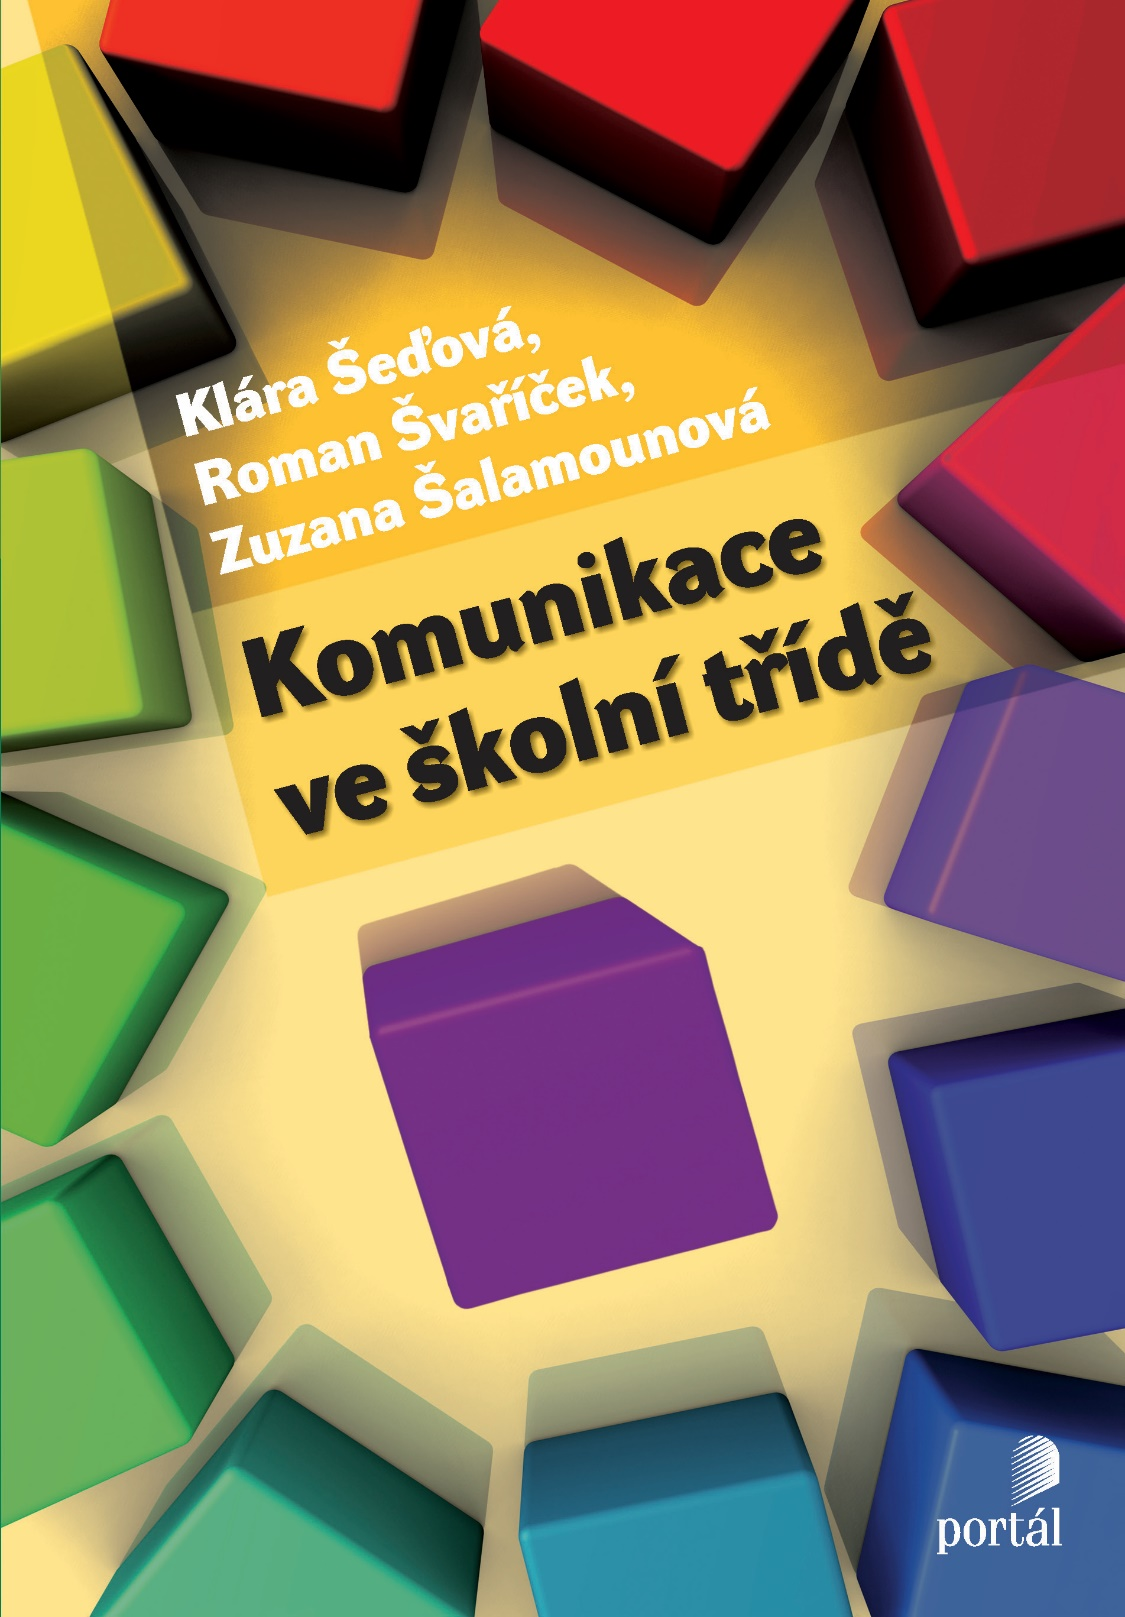 Klára Šeďová,
Roman Švaříček,
Zuzana Šalamounová
Komunikace
ve školní třídě
portál